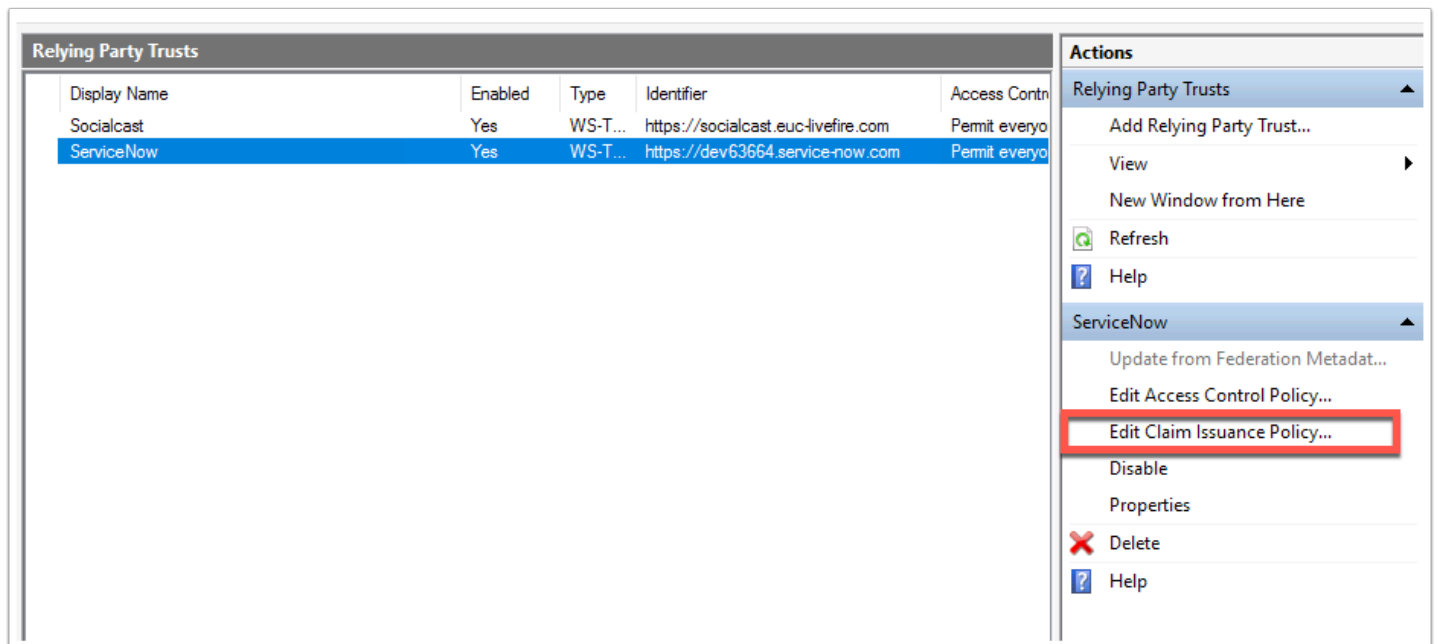 Relying Party Trusts
Display Name Enabled Type Identifier Access Contr
Socialcast Yes WS-T... https://socialcast.euc-livefire.com Permit everyo
ServiceNow Yes WS-T... https://dev63664.service-now.com Permit everyo
Actions
Relying Party Trusts
Add Relying Party Trust...
View
New Window from Here
Refresh
Help
ServiceNow
Update from Federation Metadat...
Edit Access Control Policy...
Edit Claim Issuance Policy...
Disable
Properties
Delete
Help